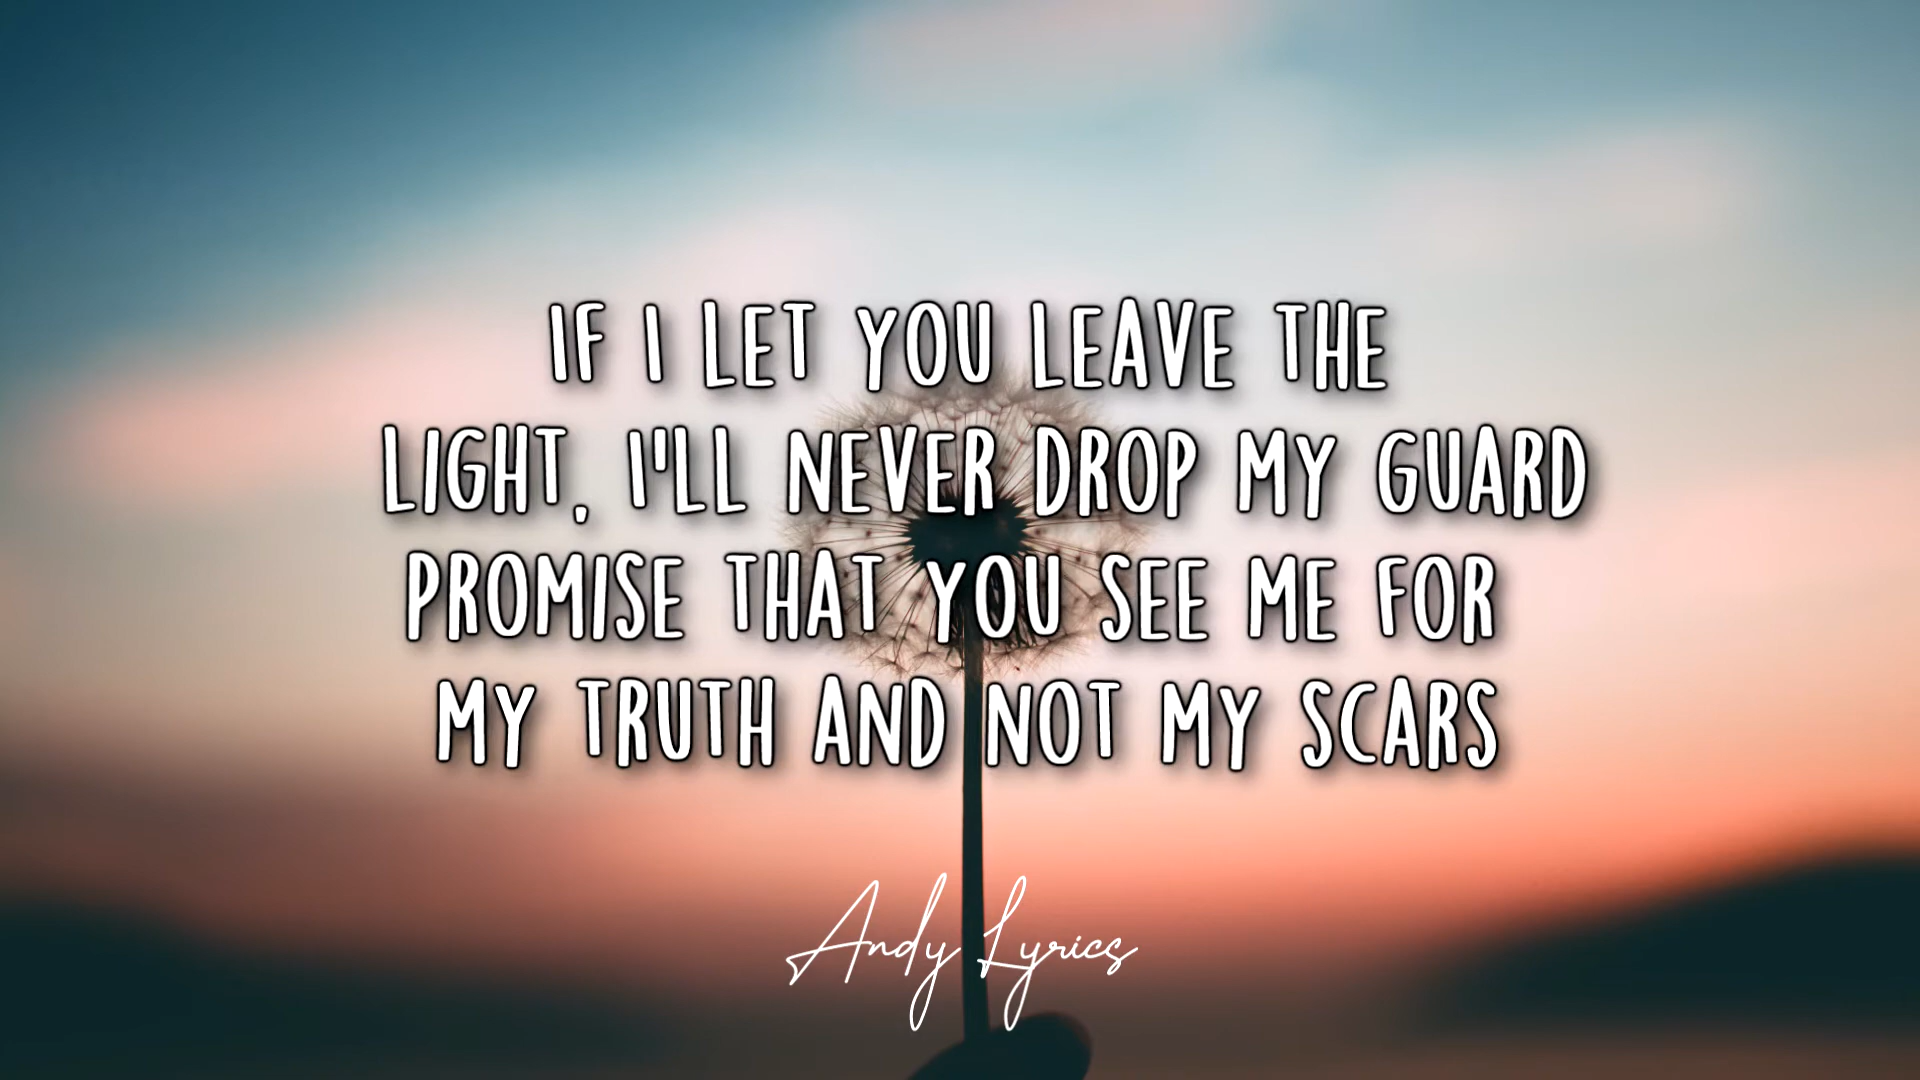 IF I LET YOU LEAVE THE
LIGHT, I'LL NEVER DROP MY GUARD
PROMISE THAT YOU SEE ME FOR
MY TRUTH AND NOT MY SCARS
Andy Lyrics